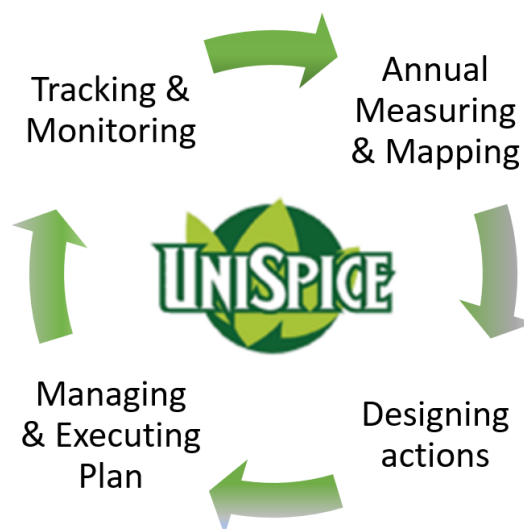 Tracking &
Monitoring
Annual
Measuring
& Mapping
UNISPICE
Managing
& Executing
Plan
Designing
actions